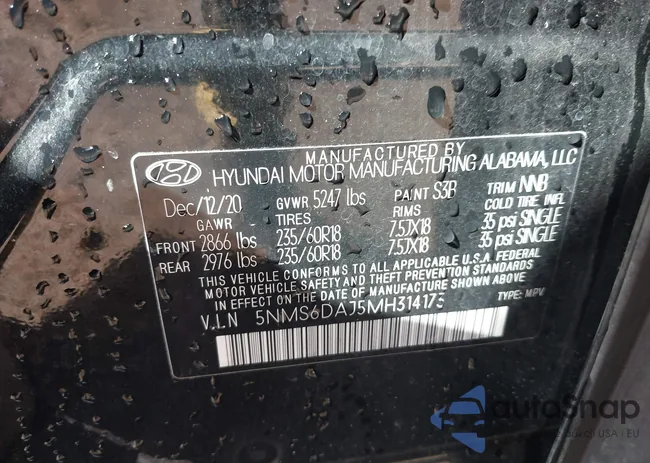 MANUFACTURED BY
HYUNDAI MOTOR MANUFACTURING ALABAMA, LLC
Dec/12/20 GVWR 5247 lbs PAINT S3B TRIM NNB
GAWR TIRES RIMS COLD TIRE INFL
FRONT 2866 lbs 235/60R18 7.5JX18 35 psi SINGLE
REAR 2976 lbs 235/60R18 7.5JX18 35 psi SINGLE
THIS VEHICLE CONFORMS TO ALL APPLICABLE U.S.A. FEDERAL
MOTOR VEHICLE SAFETY AND THEFT PREVENTION STANDARDS
IN EFFECT ON THE DATE OF MANUFACTURE SHOWN ABOVE
V.I.N 5NMS6DAJ5MH314173 TYPE: MPV
autoSnap
USA - EU